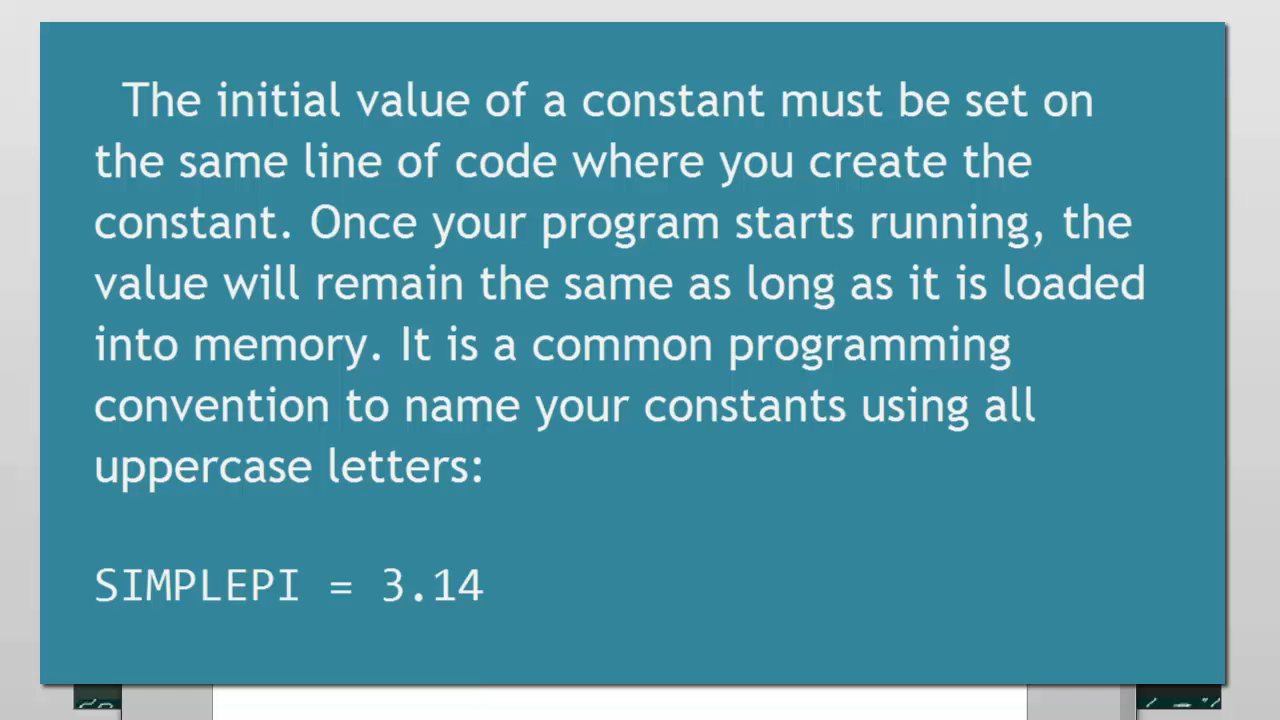 The initial value of a constant must be set on
the same line of code where you create the
constant. Once your program starts running, the
value will remain the same as long as it is loaded
into memory. It is a common programming
convention to name your constants using all
uppercase letters:
SIMPLEPI = 3.14